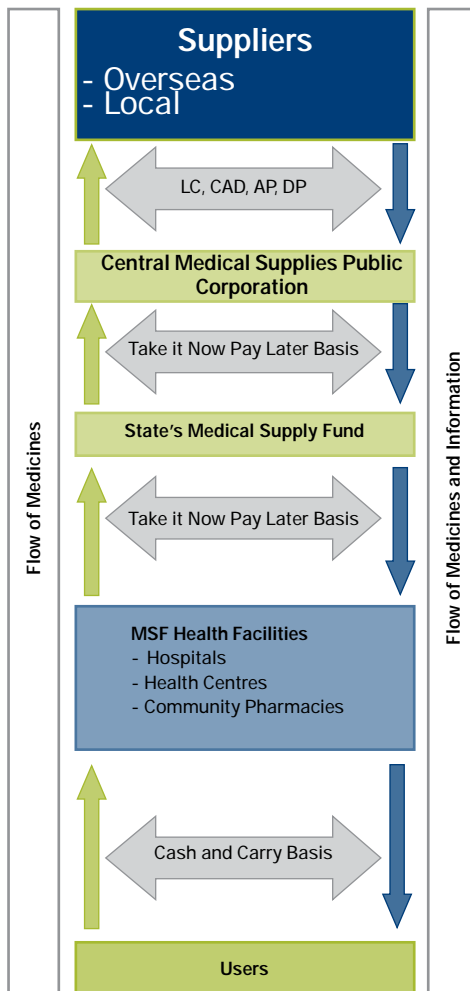 Suppliers
- Overseas
- Local
LC, CAD, AP, DP
Central Medical Supplies Public
Corporation
Take it Now Pay Later Basis
State's Medical Supply Fund
Take it Now Pay Later Basis
MSF Health Facilities
- Hospitals
- Health Centres
- Community Pharmacies
Cash and Carry Basis
Users
Flow of Medicines
Flow of Medicines and Information